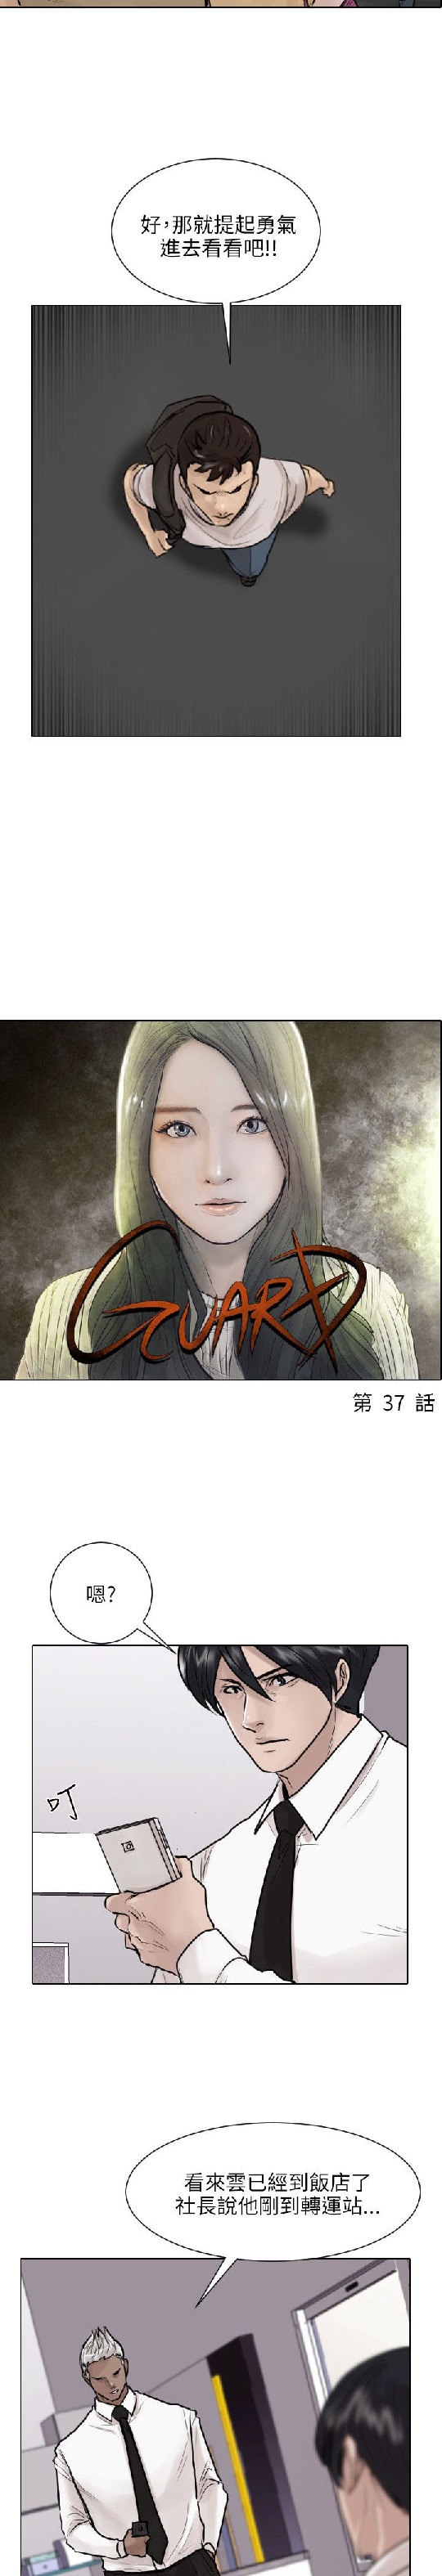 好，那就提起勇氣
進去看看吧!!
GUARD
第 37 話
嗯?
叮
看來雲已經到飯店了
社長說他剛到轉運站...